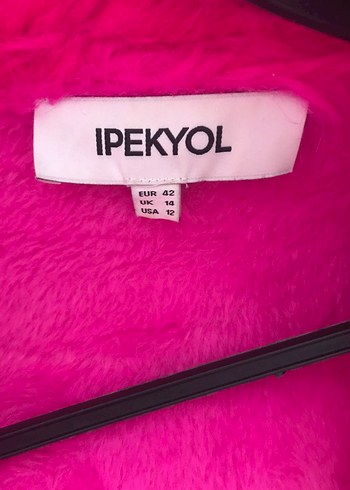 IPEKYOL
EUR 42
UK 14
USA 12